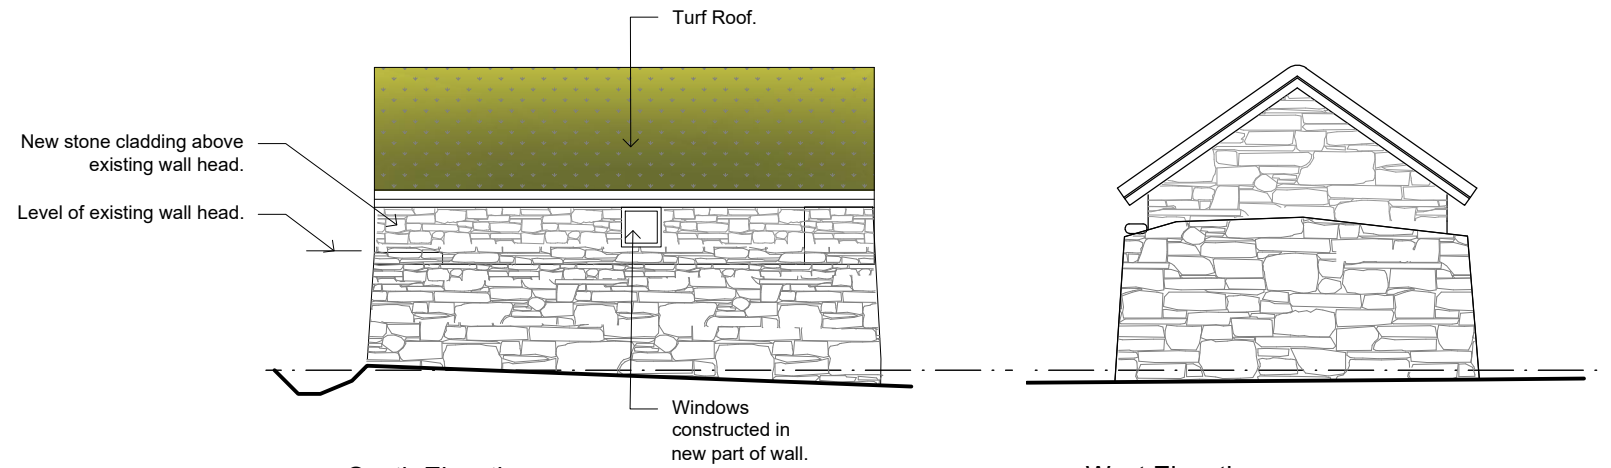 Turf Roof.
New stone cladding above
existing wall head.
Level of existing wall head.
Windows
constructed in
new part of wall.